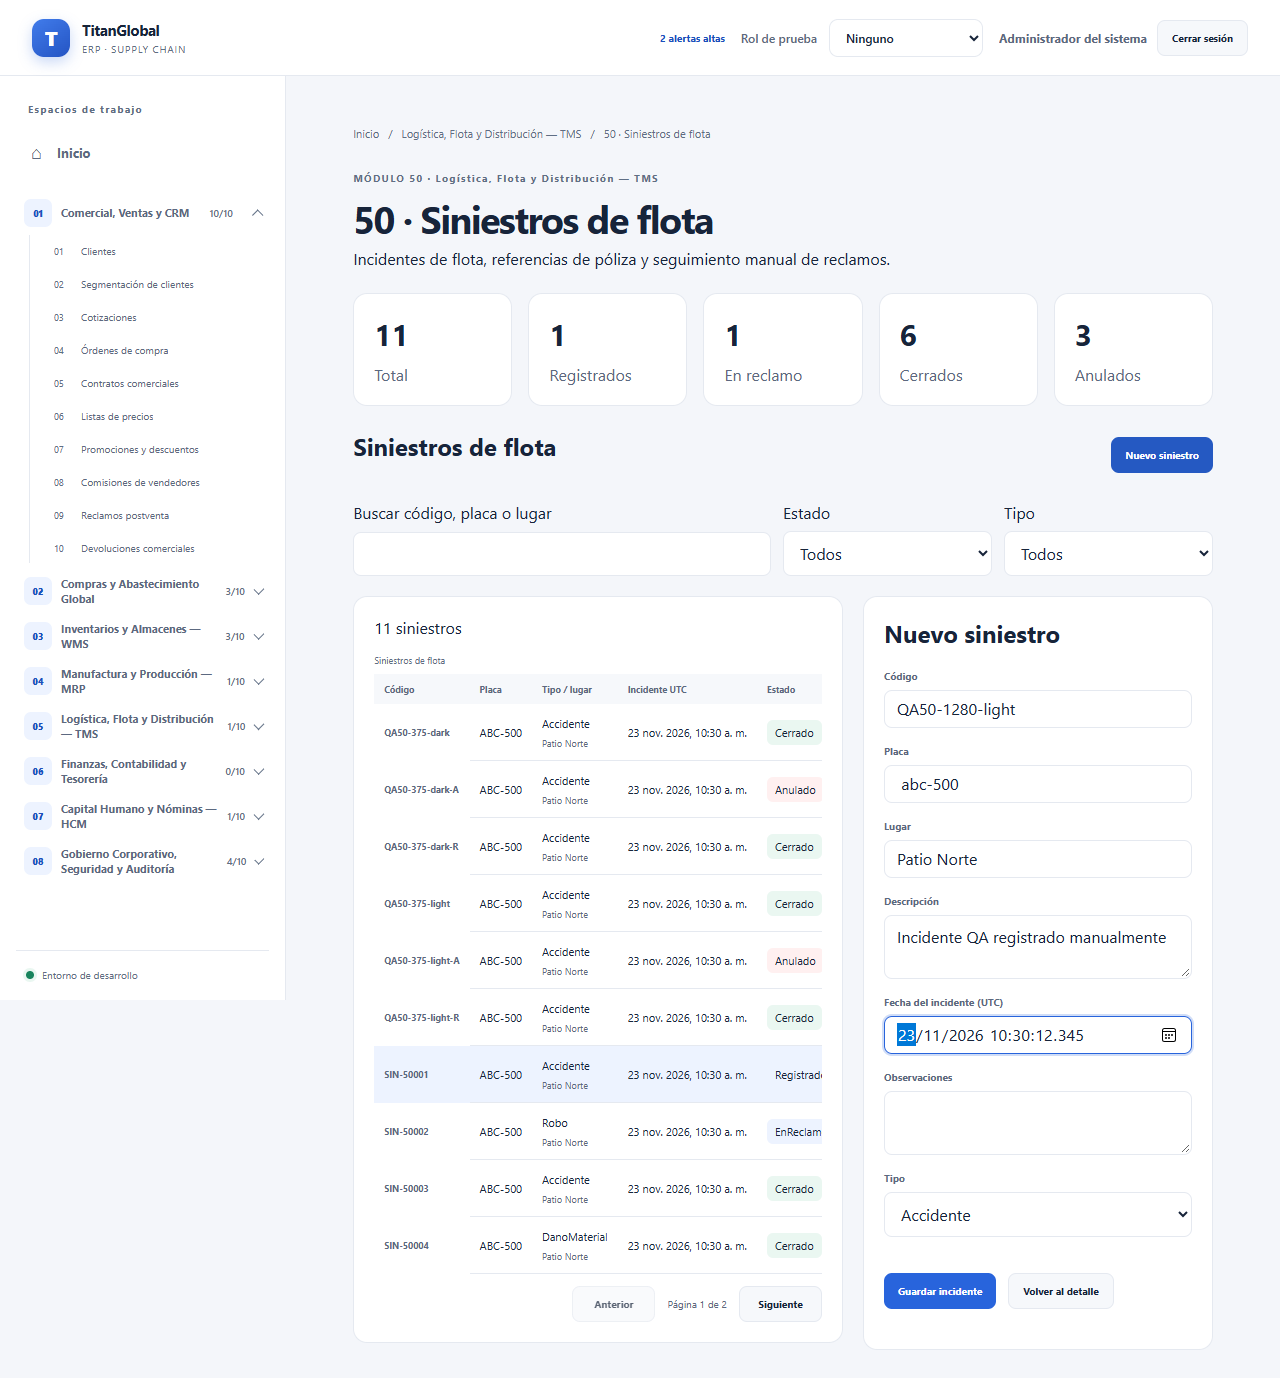 T
TitanGlobal
ERP · SUPPLY CHAIN
2 alertas altas
Rol de prueba
Ninguno
Administrador del sistema
Cerrar sesión
Espacios de trabajo
Inicio
01 Comercial, Ventas y CRM 10/10
01 Clientes
02 Segmentación de clientes
03 Cotizaciones
04 Órdenes de compra
05 Contratos comerciales
06 Listas de precios
07 Promociones y descuentos
08 Comisiones de vendedores
09 Reclamos postventa
10 Devoluciones comerciales
02 Compras y Abastecimiento Global 3/10
03 Inventarios y Almacenes — WMS 3/10
04 Manufactura y Producción — MRP 1/10
05 Logística, Flota y Distribución — TMS 1/10
06 Finanzas, Contabilidad y Tesorería 0/10
07 Capital Humano y Nóminas — HCM 1/10
08 Gobierno Corporativo, Seguridad y Auditoría 4/10
Entorno de desarrollo
Inicio / Logística, Flota y Distribución — TMS / 50 · Siniestros de flota
MÓDULO 50 · Logística, Flota y Distribución — TMS
50 · Siniestros de flota
Incidentes de flota, referencias de póliza y seguimiento manual de reclamos.
11 Total
1 Registrados
1 En reclamo
6 Cerrados
3 Anulados
Siniestros de flota
Nuevo siniestro
Buscar código, placa o lugar
Estado
Todos
Tipo
Todos
11 siniestros
Siniestros de flota
Código Placa Tipo / lugar Incidente UTC Estado
QA50-375-dark ABC-500 Accidente Patio Norte 23 nov. 2026, 10:30 a. m. Cerrado
QA50-375-dark-A ABC-500 Accidente Patio Norte 23 nov. 2026, 10:30 a. m. Anulado
QA50-375-dark-R ABC-500 Accidente Patio Norte 23 nov. 2026, 10:30 a. m. Cerrado
QA50-375-light ABC-500 Accidente Patio Norte 23 nov. 2026, 10:30 a. m. Cerrado
QA50-375-light-A ABC-500 Accidente Patio Norte 23 nov. 2026, 10:30 a. m. Anulado
QA50-375-light-R ABC-500 Accidente Patio Norte 23 nov. 2026, 10:30 a. m. Cerrado
SIN-50001 ABC-500 Accidente Patio Norte 23 nov. 2026, 10:30 a. m. Registrad
SIN-50002 ABC-500 Robo Patio Norte 23 nov. 2026, 10:30 a. m. EnReclam
SIN-50003 ABC-500 Accidente Patio Norte 23 nov. 2026, 10:30 a. m. Cerrado
SIN-50004 ABC-500 DanoMaterial Patio Norte 23 nov. 2026, 10:30 a. m. Cerrado
Anterior Página 1 de 2 Siguiente
Nuevo siniestro
Código
QA50-1280-light
Placa
abc-500
Lugar
Patio Norte
Descripción
Incidente QA registrado manualmente
Fecha del incidente (UTC)
23/11/2026 10:30:12.345
Observaciones
Tipo
Accidente
Guardar incidente
Volver al detalle